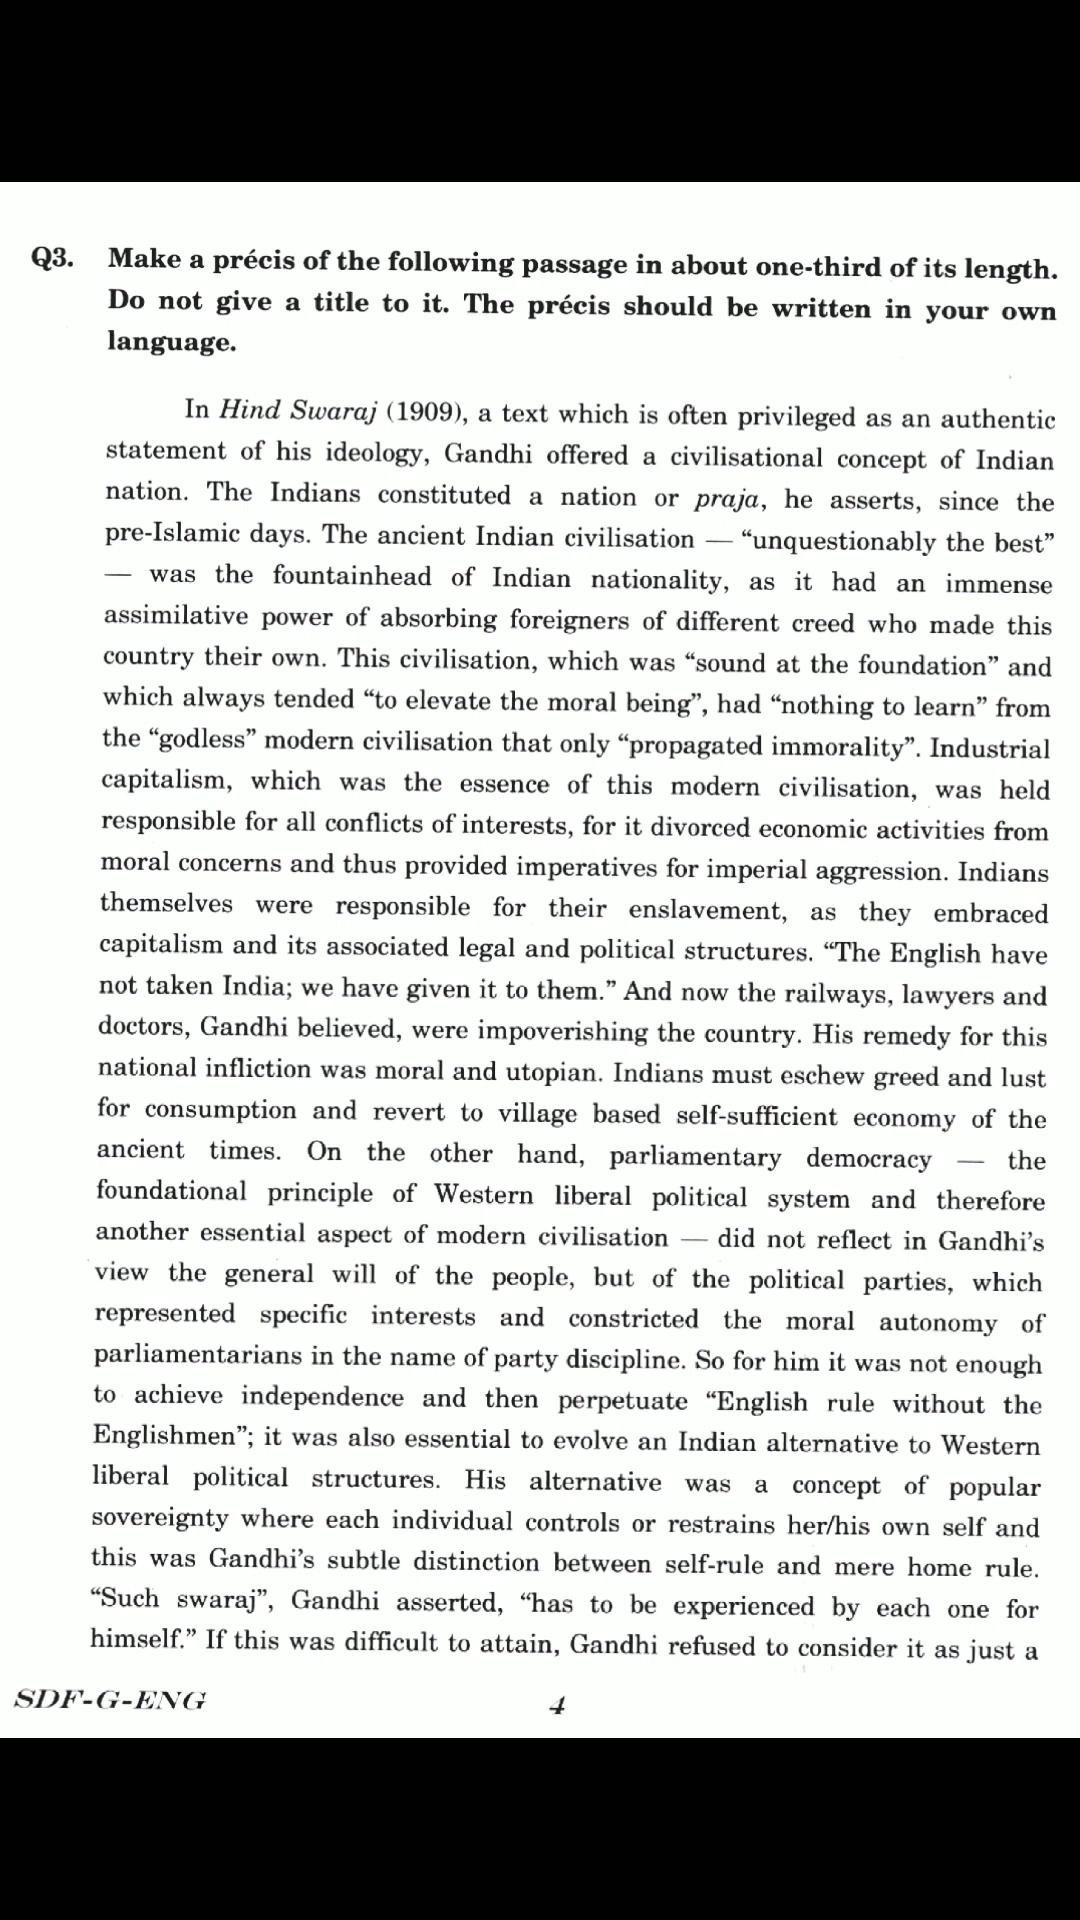 Q3. Make a précis of the following passage in about one-third of its length.
Do not give a title to it. The précis should be written in your own
language.
In Hind Swaraj (1909), a text which is often privileged as an authentic
statement of his ideology, Gandhi offered a civilisational concept of Indian
nation. The Indians constituted a nation or praja, he asserts, since the
pre-Islamic days. The ancient Indian civilisation — “unquestionably the best”
— was the fountainhead of Indian nationality, as it had an immense
assimilative power of absorbing foreigners of different creed who made this
country their own. This civilisation, which was “sound at the foundation” and
which always tended “to elevate the moral being”, had “nothing to learn” from
the “godless” modern civilisation that only “propagated immorality”. Industrial
capitalism, which was the essence of this modern civilisation, was held
responsible for all conflicts of interests, for it divorced economic activities from
moral concerns and thus provided imperatives for imperial aggression. Indians
themselves were responsible for their enslavement, as they embraced
capitalism and its associated legal and political structures. “The English have
not taken India; we have given it to them.” And now the railways, lawyers and
doctors, Gandhi believed, were impoverishing the country. His remedy for this
national infliction was moral and utopian. Indians must eschew greed and lust
for consumption and revert to village based self-sufficient economy of the
ancient times. On the other hand, parliamentary democracy — the
foundational principle of Western liberal political system and therefore
another essential aspect of modern civilisation — did not reflect in Gandhi’s
view the general will of the people, but of the political parties, which
represented specific interests and constricted the moral autonomy of
parliamentarians in the name of party discipline. So for him it was not enough
to achieve independence and then perpetuate “English rule without the
Englishmen”; it was also essential to evolve an Indian alternative to Western
liberal political structures. His alternative was a concept of popular
sovereignty where each individual controls or restrains her/his own self and
this was Gandhi’s subtle distinction between self-rule and mere home rule.
“Such swaraj”, Gandhi asserted, “has to be experienced by each one for
himself.” If this was difficult to attain, Gandhi refused to consider it as just a
SDF-G-ENG 4